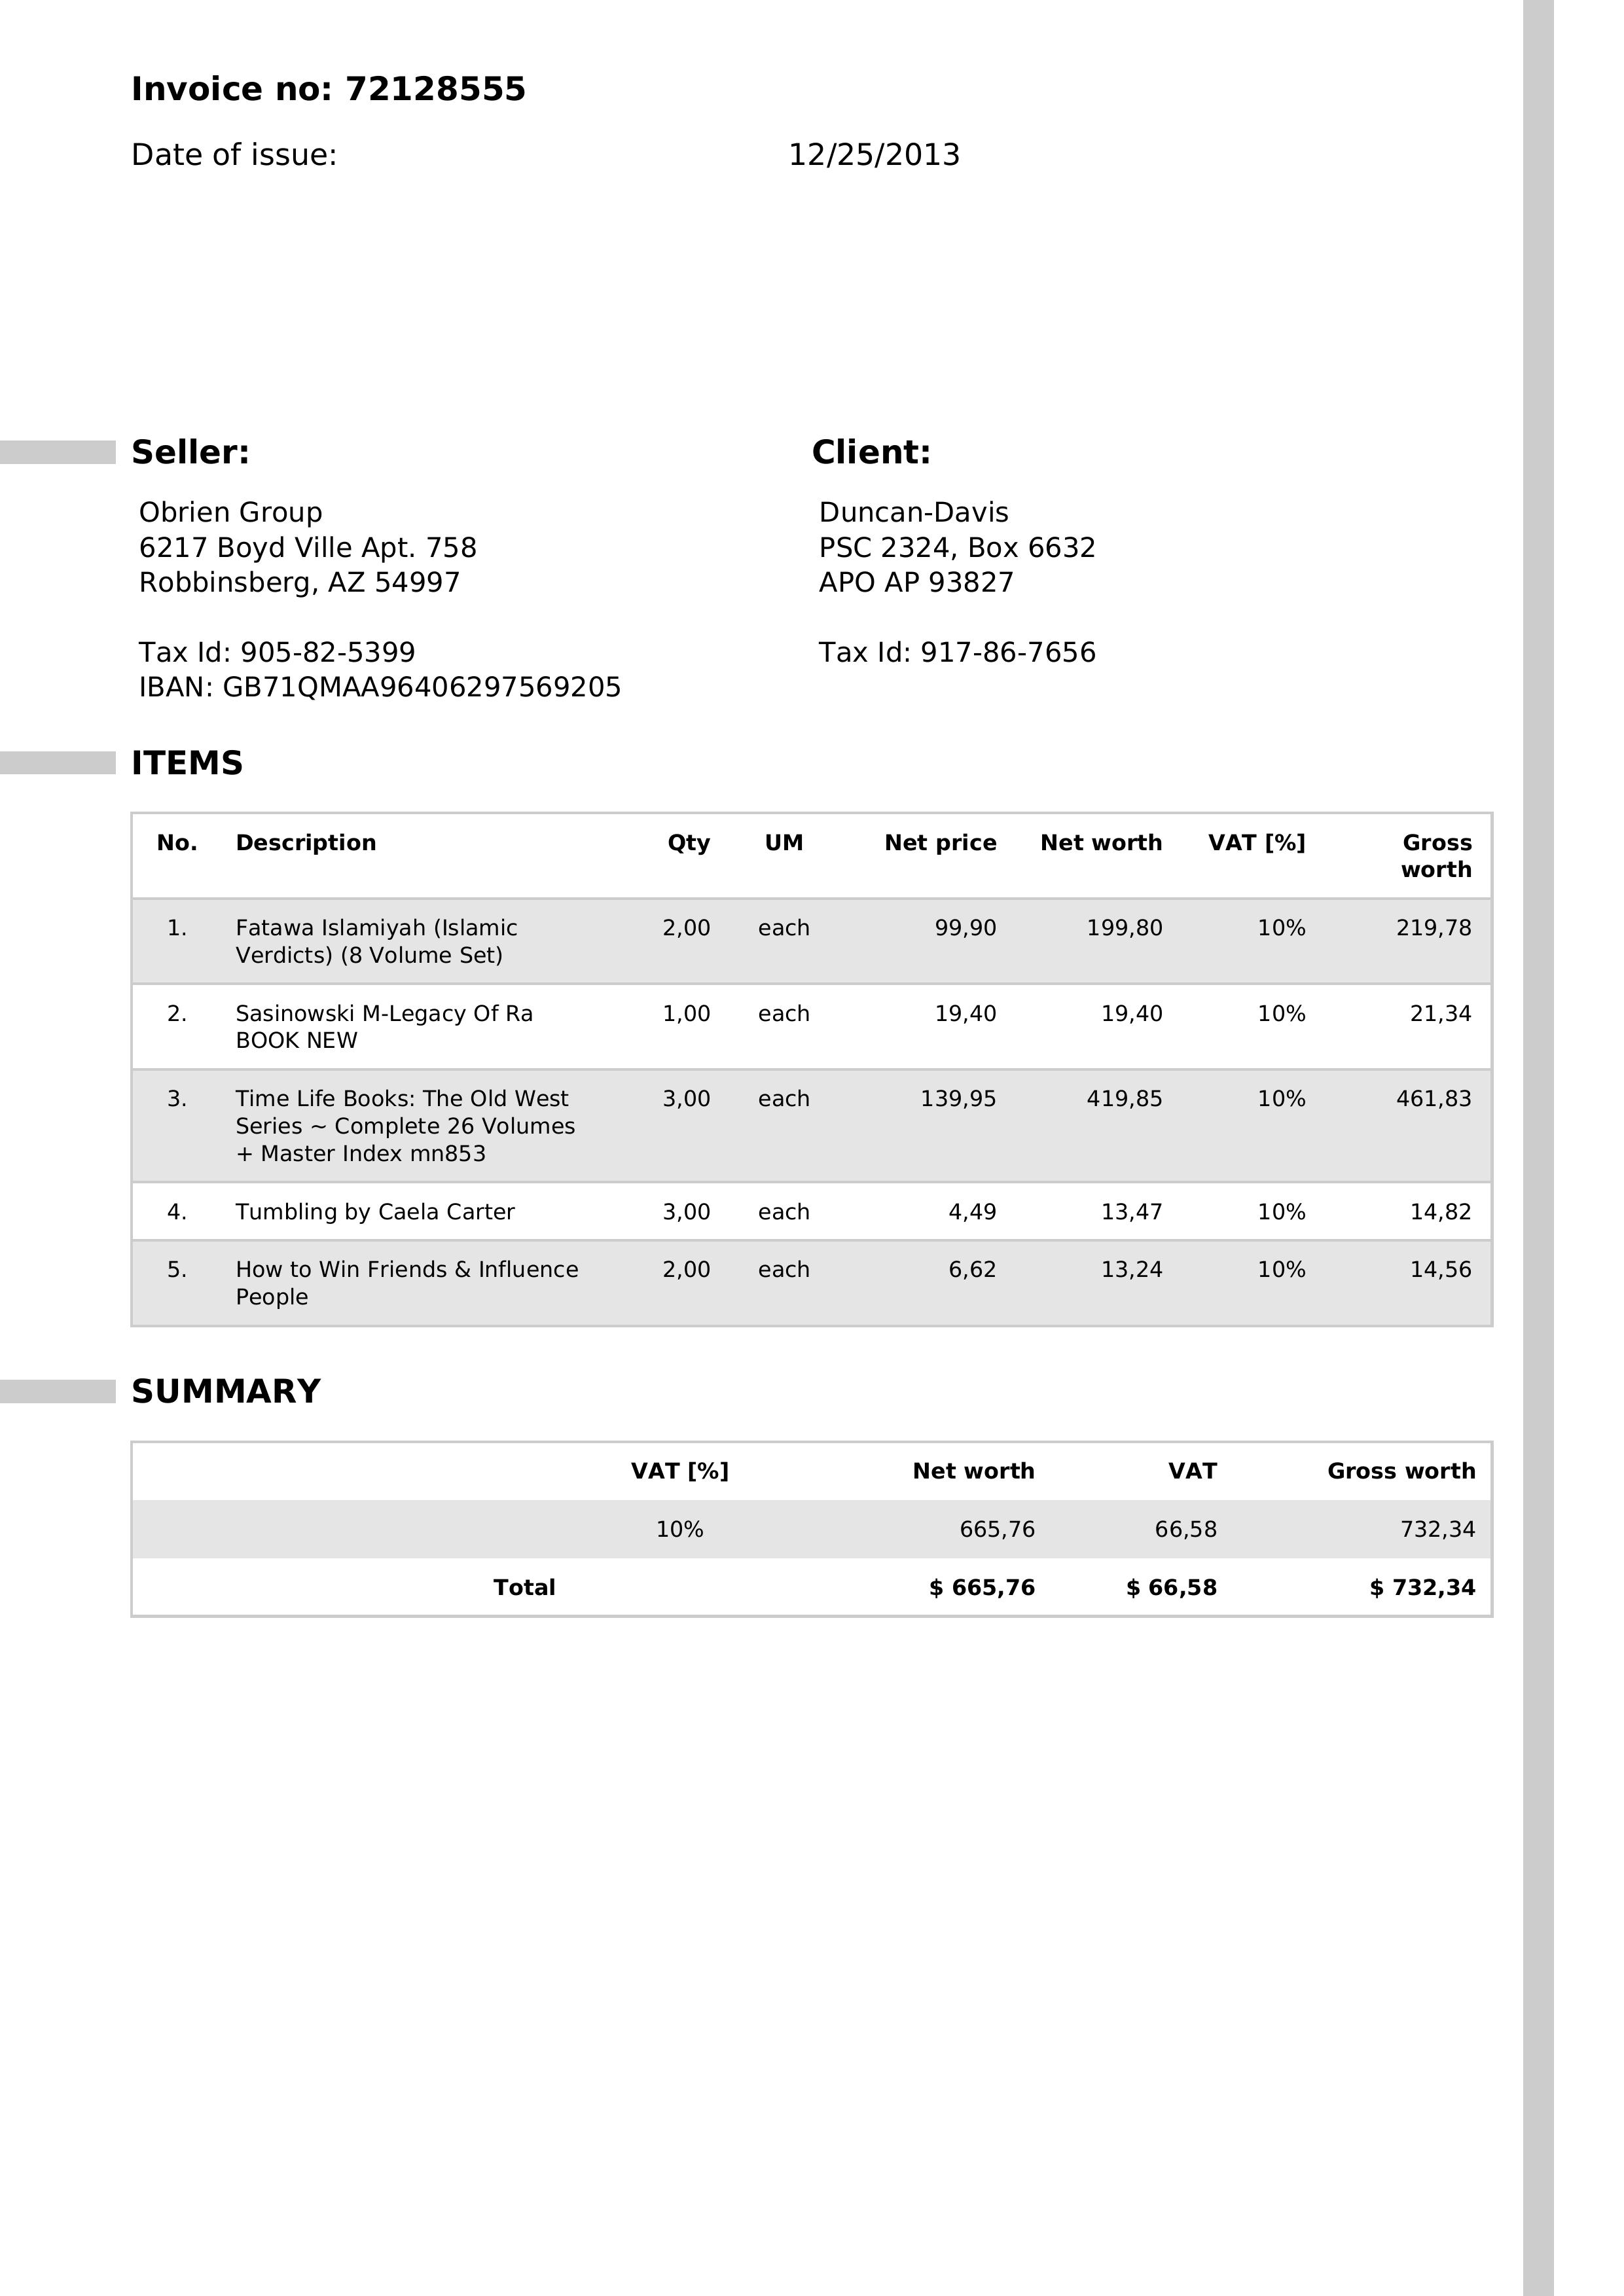 Invoice no: 72128555
Date of issue: 12/25/2013
Seller:
Obrien Group
6217 Boyd Ville Apt. 758
Robbinsberg, AZ 54997
Tax Id: 905-82-5399
IBAN: GB71QMAA96406297569205
Client:
Duncan-Davis
PSC 2324, Box 6632
APO AP 93827
Tax Id: 917-86-7656
ITEMS
No. Description Qty UM Net price Net worth VAT [%] Gross
worth
1. Fatawa Islamiyah (Islamic 2,00 each 99,90 199,80 10% 219,78
Verdicts) (8 Volume Set)
2. Sasinowski M-Legacy Of Ra 1,00 each 19,40 19,40 10% 21,34
BOOK NEW
3. Time Life Books: The Old West 3,00 each 139,95 419,85 10% 461,83
Series ~ Complete 26 Volumes
+ Master Index mn853
4. Tumbling by Caela Carter 3,00 each 4,49 13,47 10% 14,82
5. How to Win Friends & Influence 2,00 each 6,62 13,24 10% 14,56
People
SUMMARY
VAT [%] Net worth VAT Gross worth
10% 665,76 66,58 732,34
Total $ 665,76 $ 66,58 $ 732,34